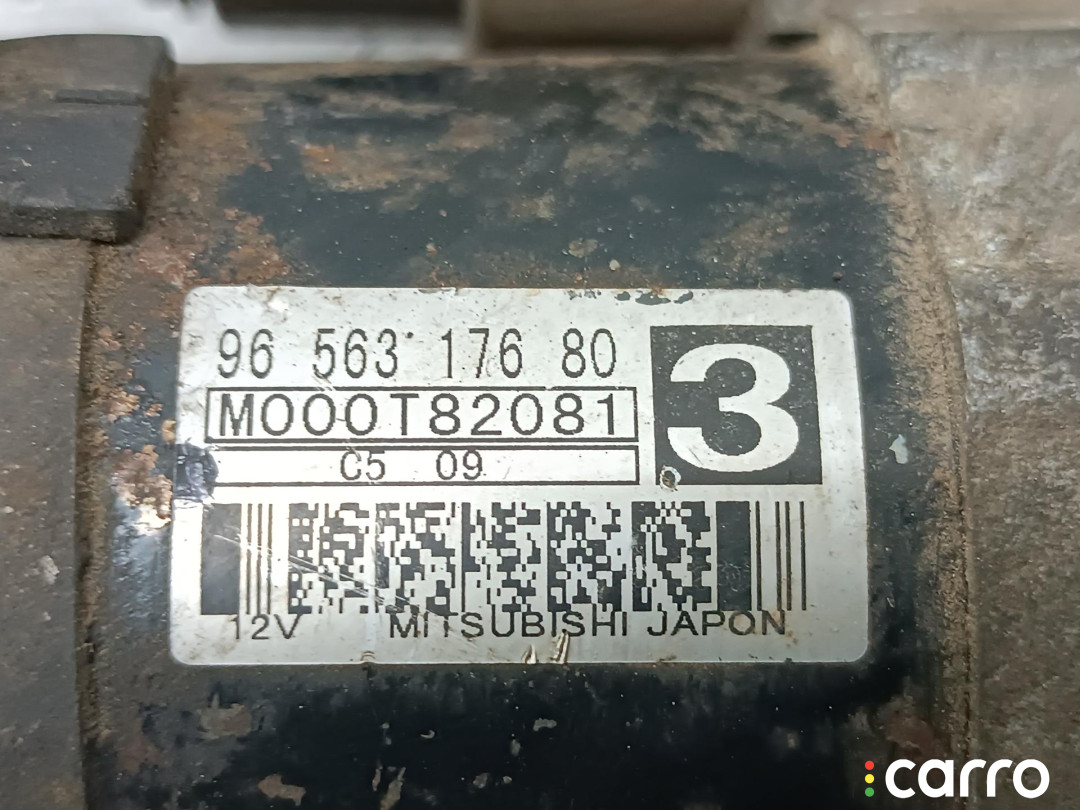 96 563 176 80
M000T82081
3
C5 09
12V MITSUBISHI JAPON
carro